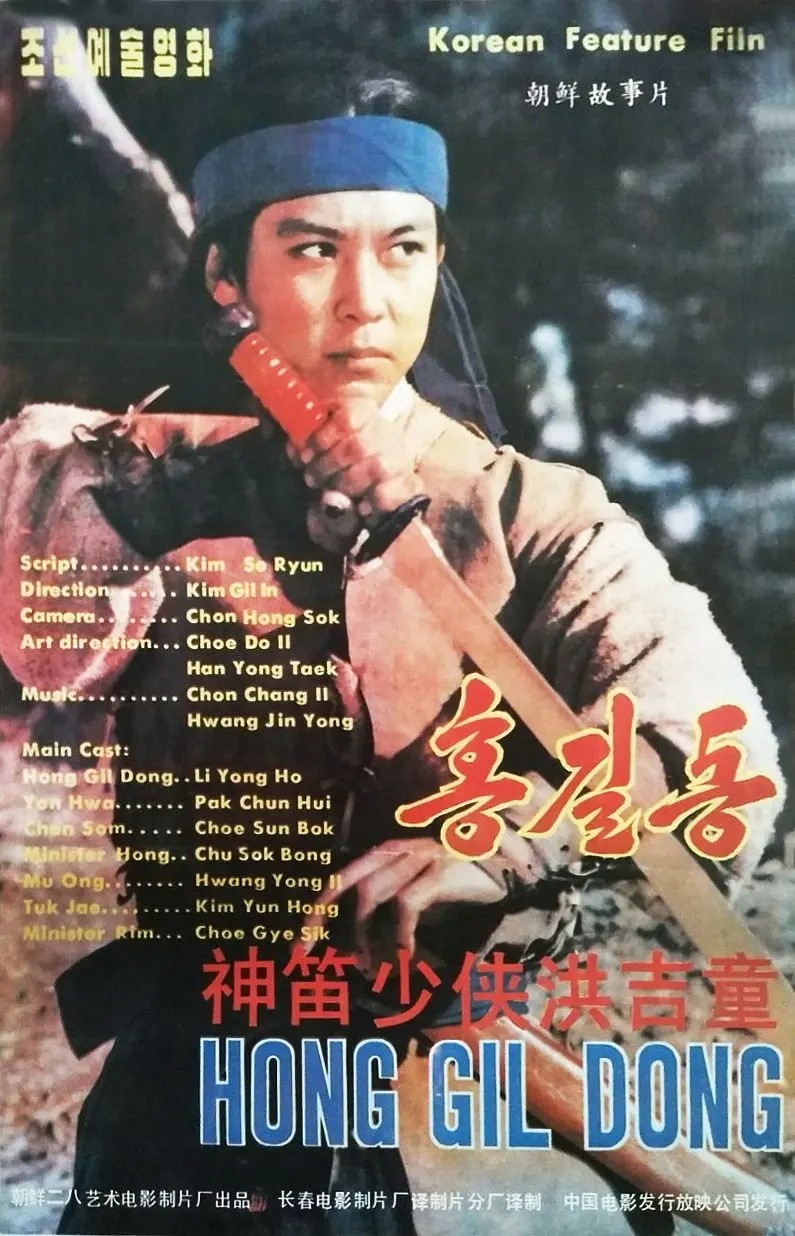 조선예술영화
Korean Feature Film
朝鲜故事片
Script..........Kim Se Ryun
Direction.......Kim Gil In
Camera........Chon Hong Sok
Art direction...Choe Do Il
Han Yong Taek
Music..........Chon Chang Il
Hwang Jin Yong
Main Cast:
Hong Gil Dong..Li Yong Ho
Yon Hwa.......Pak Chun Hui
Chun Som.....Choe Sun Bok
Minister Hong..Chu Sok Bong
Mu Ong........Hwang Yong Il
Tuk Jae.........Kim Yun Hong
Minister Rim...Choe Gye Sik
홍길동
神笛少侠洪吉童
HONG GIL DONG
朝鲜二八艺术电影制片厂出品 长春电影制片厂译制片分厂译制 中国电影发行放映公司发行